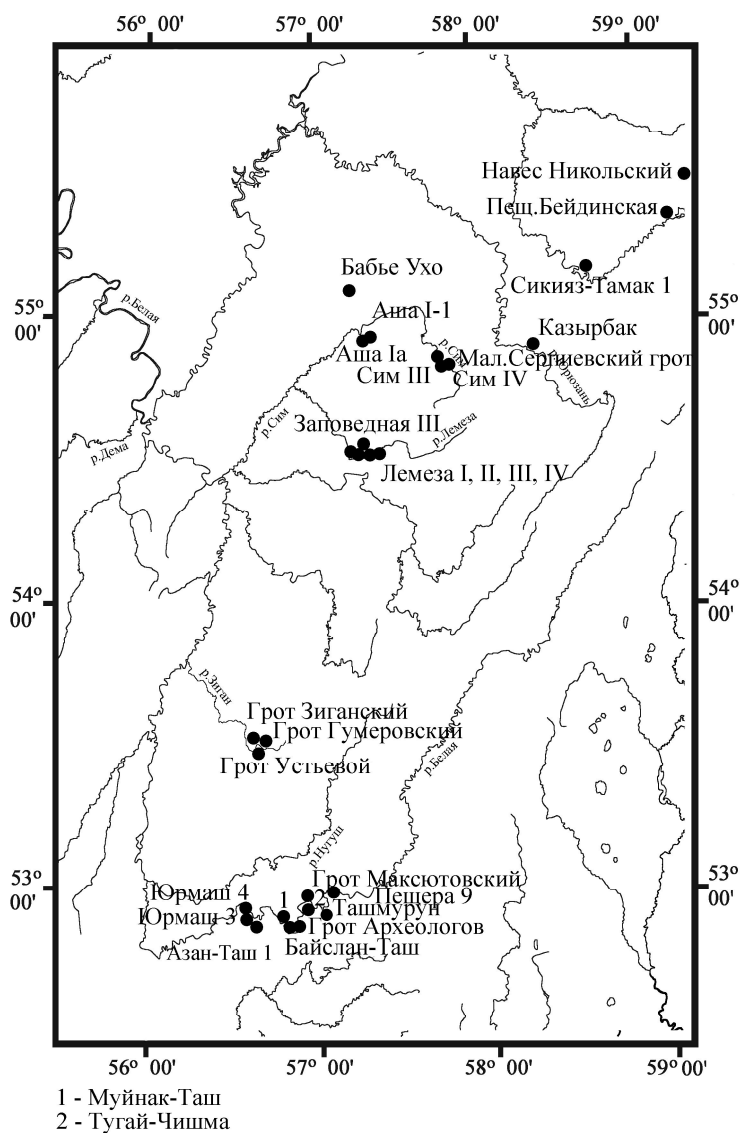 56º 00' 57º 00' 58º 00' 59º 00'
Навес Никольский
Пещ.Бейдинская
Сикияз-Тамак 1
Бабье Ухо
р.Белая
Аша I-1
55º
00'
55º
00'
Казырбак
Аша Ia
р.Сим
Мал.Сергиевский грот
р.Юрюзань
Сим III
Сим IV
Заповедная III
р.Сим
р.Лемеза
р.Дема
Лемеза I, II, III, IV
54º
00'
54º
00'
р.Зиган
Грот Зиганский
Грот Гумеровский
Грот Устьевой
р.Белая
р.Нугуш
53º
00'
53º
00'
Грот Максютовский
Юрмаш 4
1
2
Пещера 9
Юрмаш 3
Ташмурун
Грот Археологов
Азан-Таш 1
Байслан-Таш
56º 00' 57º 00' 58º 00' 59º 00'
1 - Муйнак-Таш
2 - Тугай-Чишма